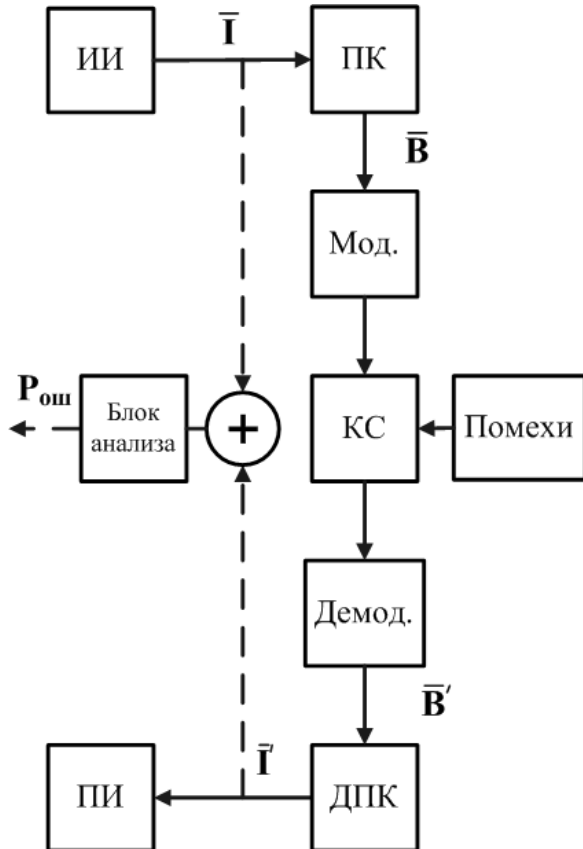 ИИ
Ī
ПК
B̄
Мод.
Pош
Блок
анализа
+
КС
Помехи
Демод.
B̄′
ПИ
Ī′
ДПК